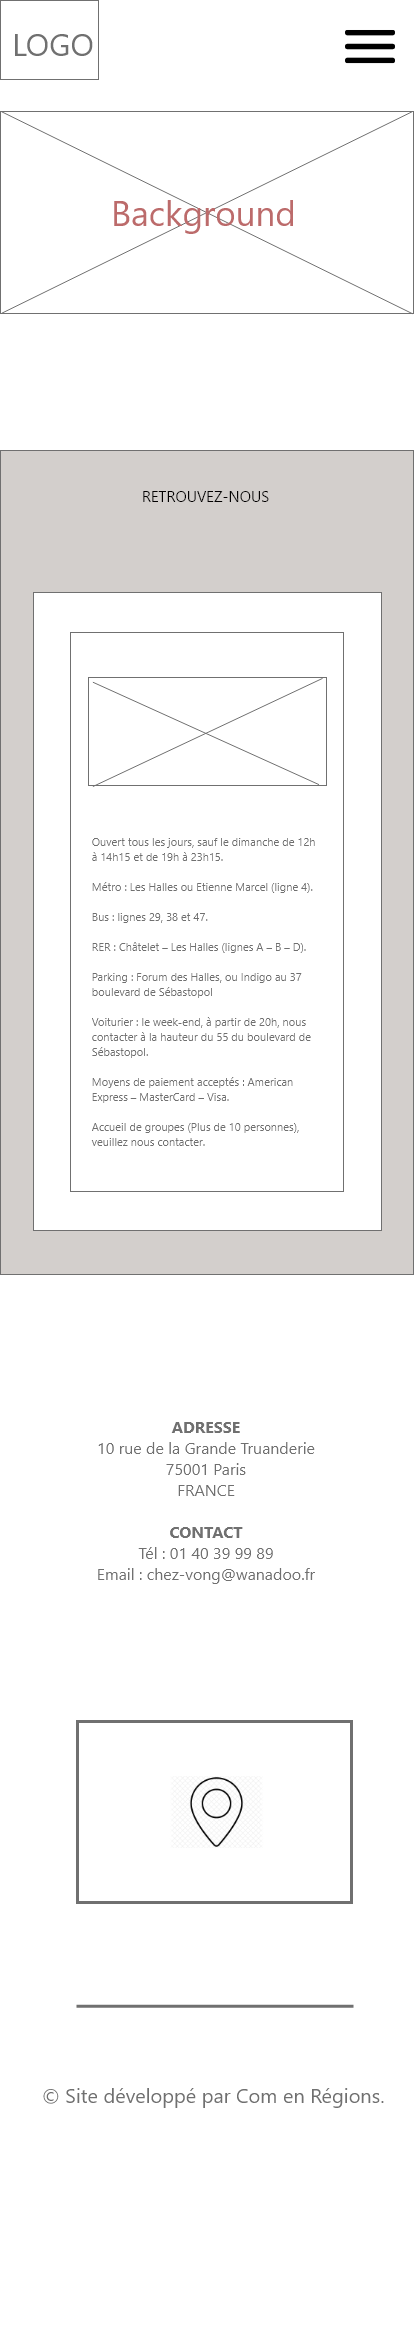 LOGO
Background
RETROUVEZ-NOUS
Ouvert tous les jours, sauf le dimanche de 12h
à 14h15 et de 19h à 23h15.
Métro : Les Halles ou Etienne Marcel (ligne 4).
Bus : lignes 29, 38 et 47.
RER : Châtelet – Les Halles (lignes A – B – D).
Parking : Forum des Halles, ou Indigo au 37
boulevard de Sébastopol
Voiturier : le week-end, à partir de 20h, nous
contacter à la hauteur du 55 du boulevard de
Sébastopol.
Moyens de paiement acceptés : American
Express – MasterCard – Visa.
Accueil de groupes (Plus de 10 personnes),
veuillez nous contacter.
ADRESSE
10 rue de la Grande Truanderie
75001 Paris
FRANCE
CONTACT
Tél : 01 40 39 99 89
Email : chez-vong@wanadoo.fr
© Site développé par Com en Régions.